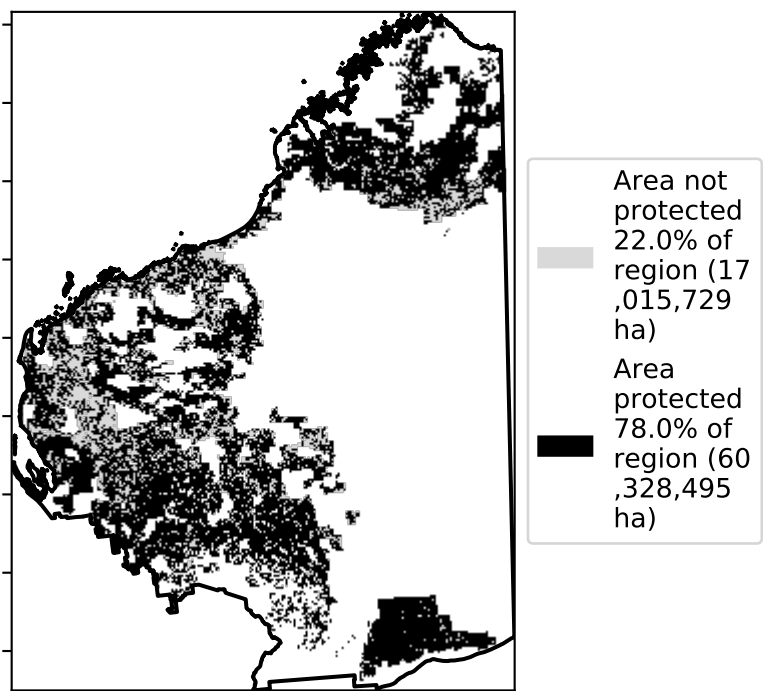 Area not
protected
22.0% of
region (17
,015,729
ha)
Area
protected
78.0% of
region (60
,328,495
ha)